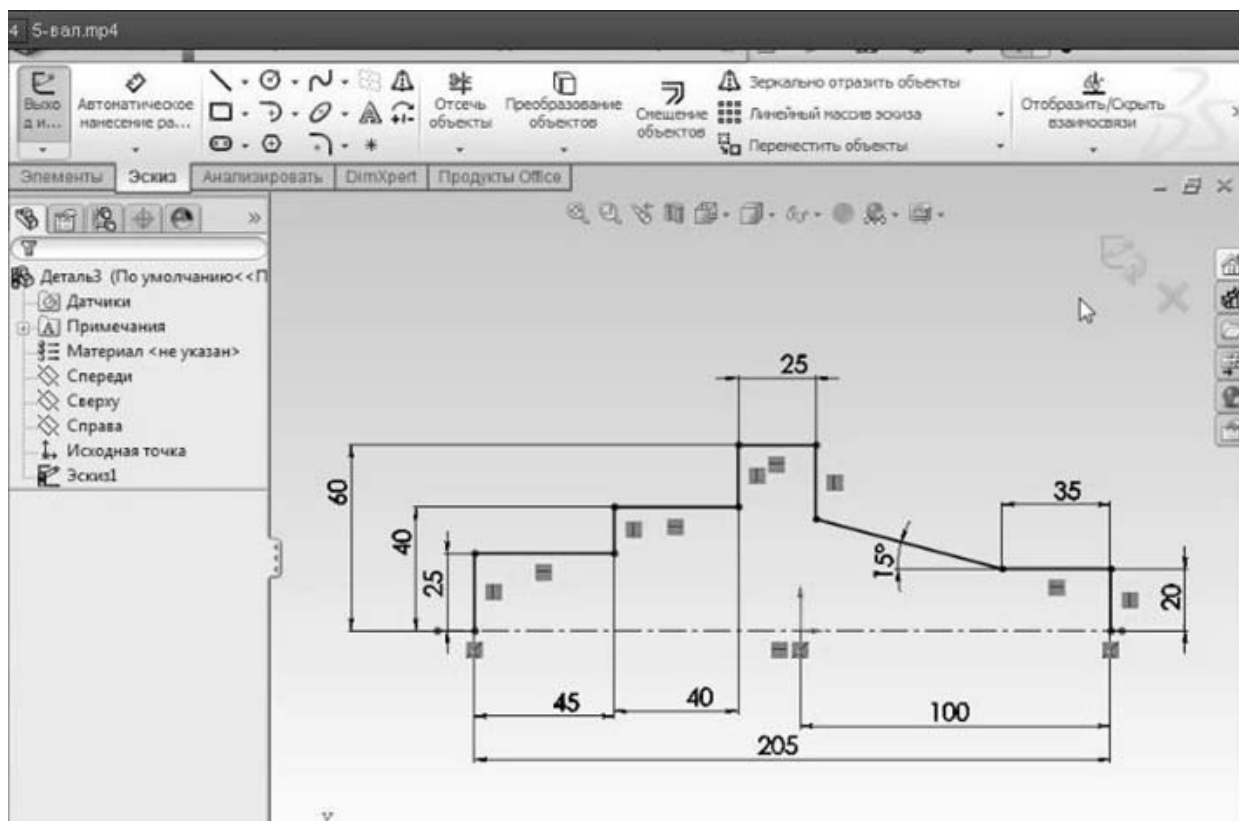 4 5-вал.mp4
Выхо д и...
Автоматическое нанесение ра...
Отсечь объекты
Преобразование объектов
Смещение объектов
Зеркально отразить объекты
Линейный массив эскиза
Переместить объекты
Отобразить/Скрыть взаимосвязи
Элементы Эскиз Анализировать DimXpert Продукты Office
Деталь3 (По умолчанию<<П
Датчики
Примечания
Материал <не указан>
Спереди
Сверху
Справа
Исходная точка
Эскиз1
25
60
40
25
35
15°
20
45
40
100
205